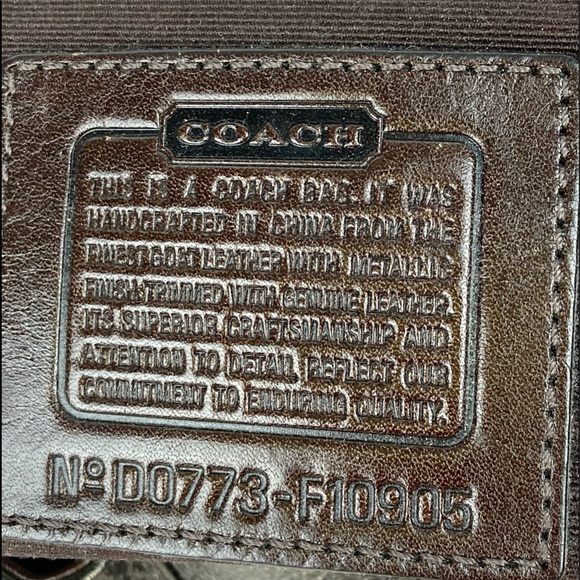 COACH
THIS IS A COACH BAG. IT WAS
HANDCRAFTED IN CHINA FROM THE
FINEST GOAT LEATHER WITH METALLIC
FINISH TRIMMED WITH GENUINE LEATHER.
ITS SUPERIOR CRAFTSMANSHIP AND
ATTENTION TO DETAIL REFLECT OUR
COMMITMENT TO ENDURING QUALITY.
Nº D0773-F10905